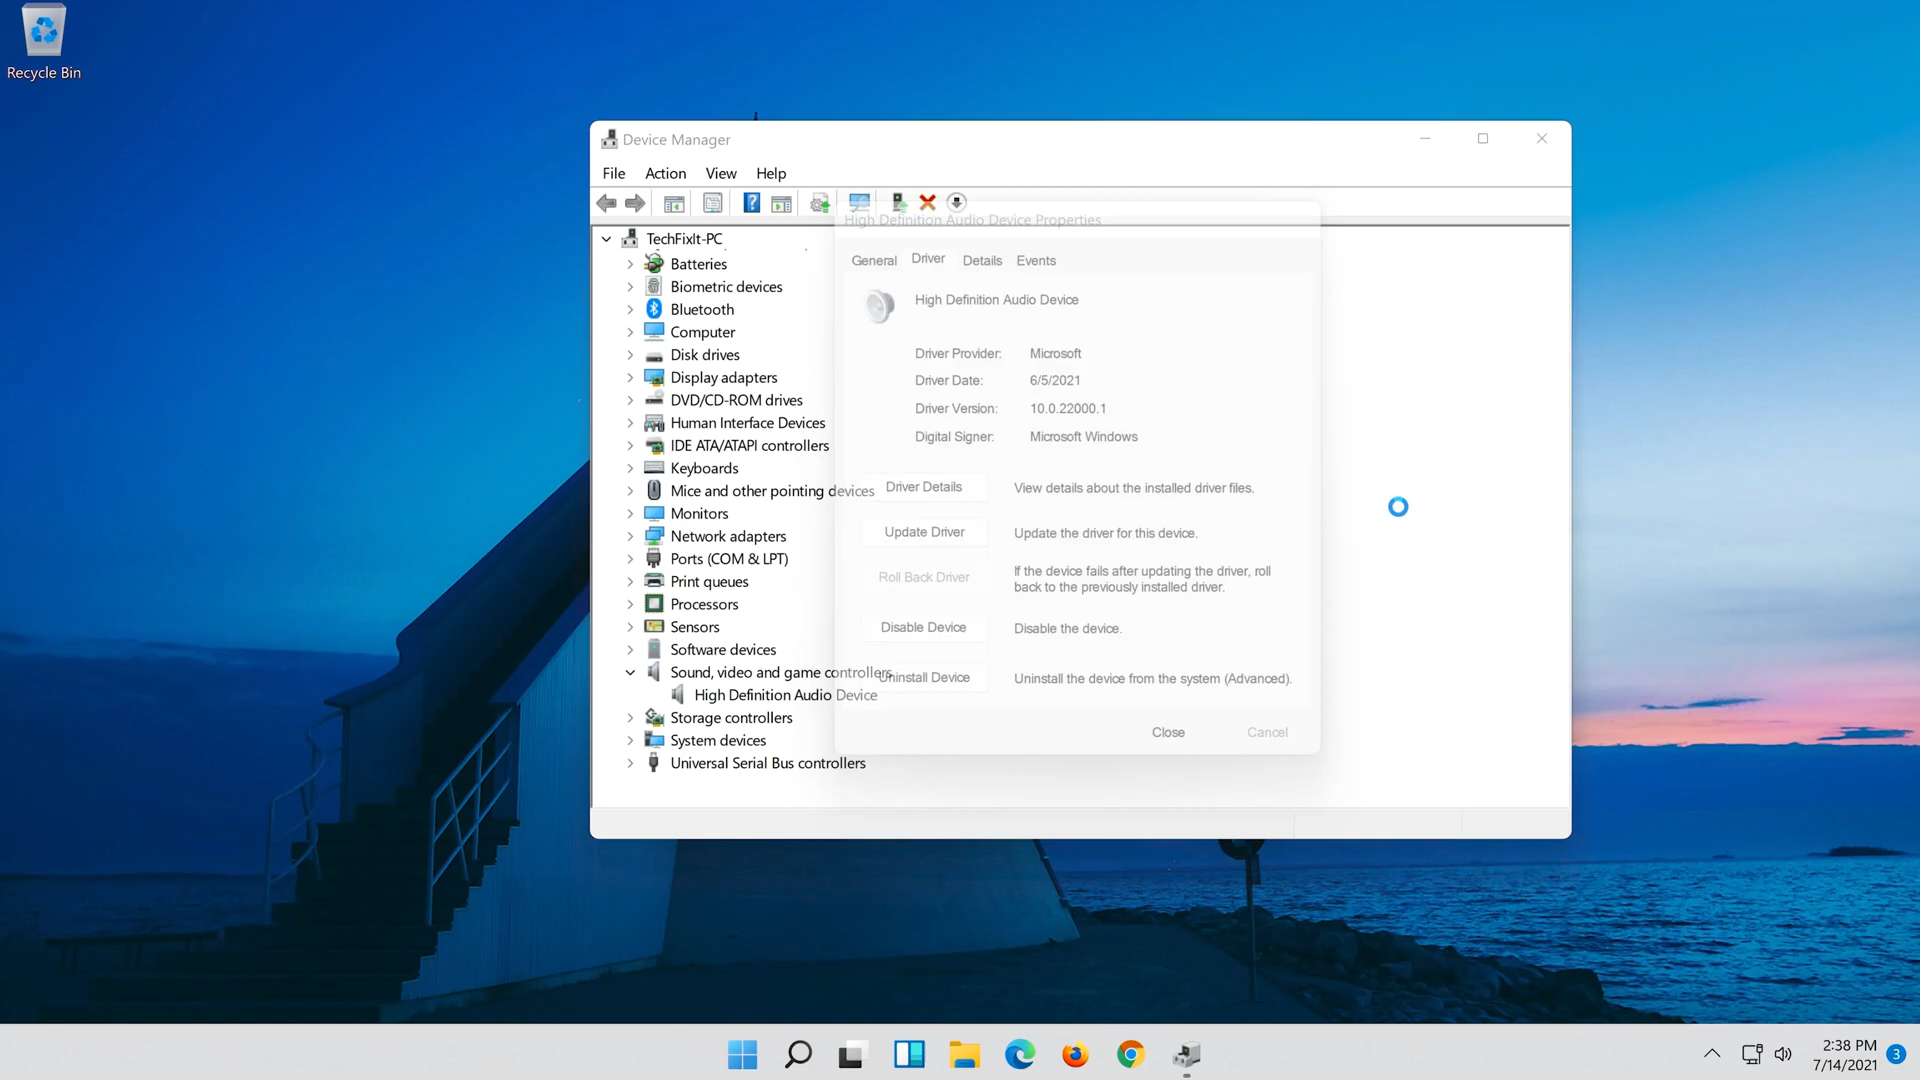 Recycle Bin
Device Manager
File Action View Help
High Definition Audio Device Properties
TechFixIt-PC
Batteries
Biometric devices
Bluetooth
Computer
Disk drives
Display adapters
DVD/CD-ROM drives
Human Interface Devices
IDE ATA/ATAPI controllers
Keyboards
Mice and other pointing devices
Monitors
Network adapters
Ports (COM & LPT)
Print queues
Processors
Sensors
Software devices
Sound, video and game controllers
High Definition Audio Device
Storage controllers
System devices
Universal Serial Bus controllers
General Driver Details Events
High Definition Audio Device
Driver Provider: Microsoft
Driver Date: 6/5/2021
Driver Version: 10.0.22000.1
Digital Signer: Microsoft Windows
Driver Details View details about the installed driver files.
Update Driver Update the driver for this device.
Roll Back Driver If the device fails after updating the driver, roll
back to the previously installed driver.
Disable Device Disable the device.
Uninstall Device Uninstall the device from the system (Advanced).
Close Cancel
2:38 PM
7/14/2021
3